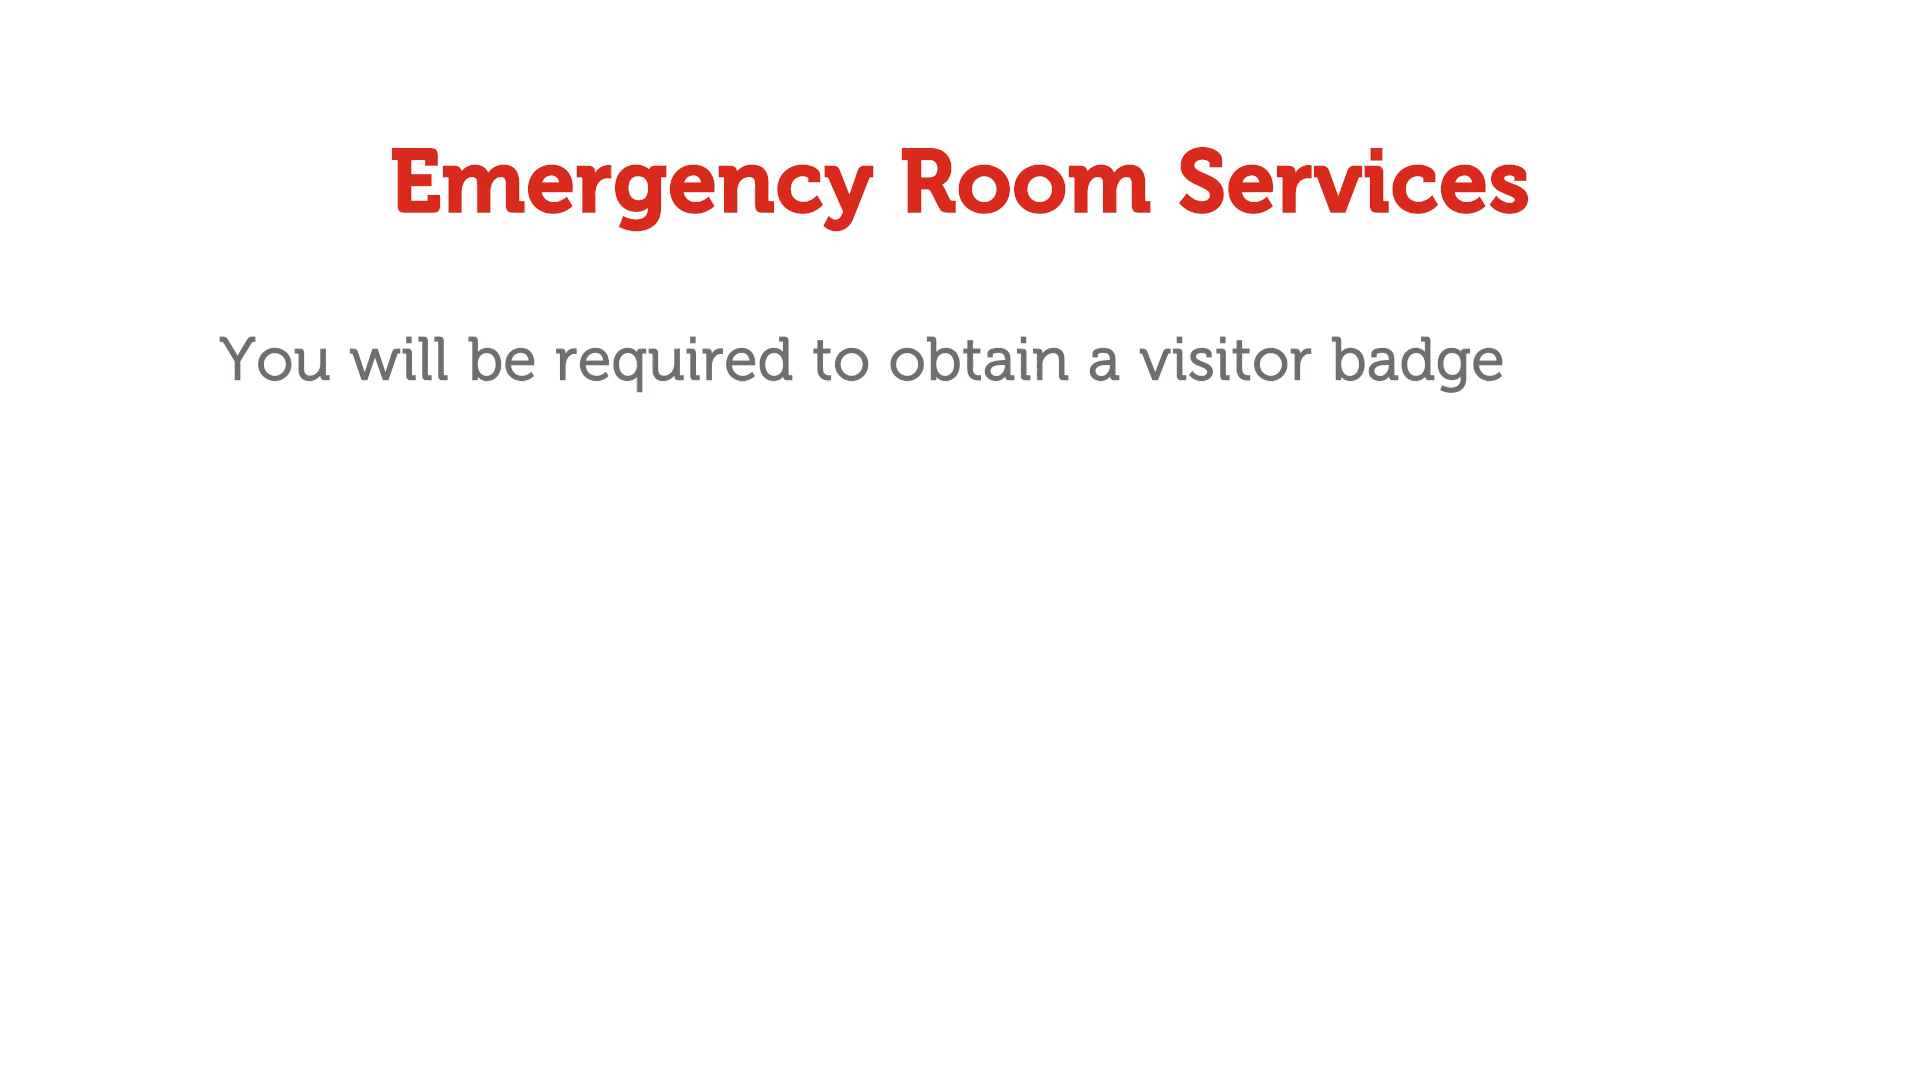 Emergency Room Services
You will be required to obtain a visitor badge